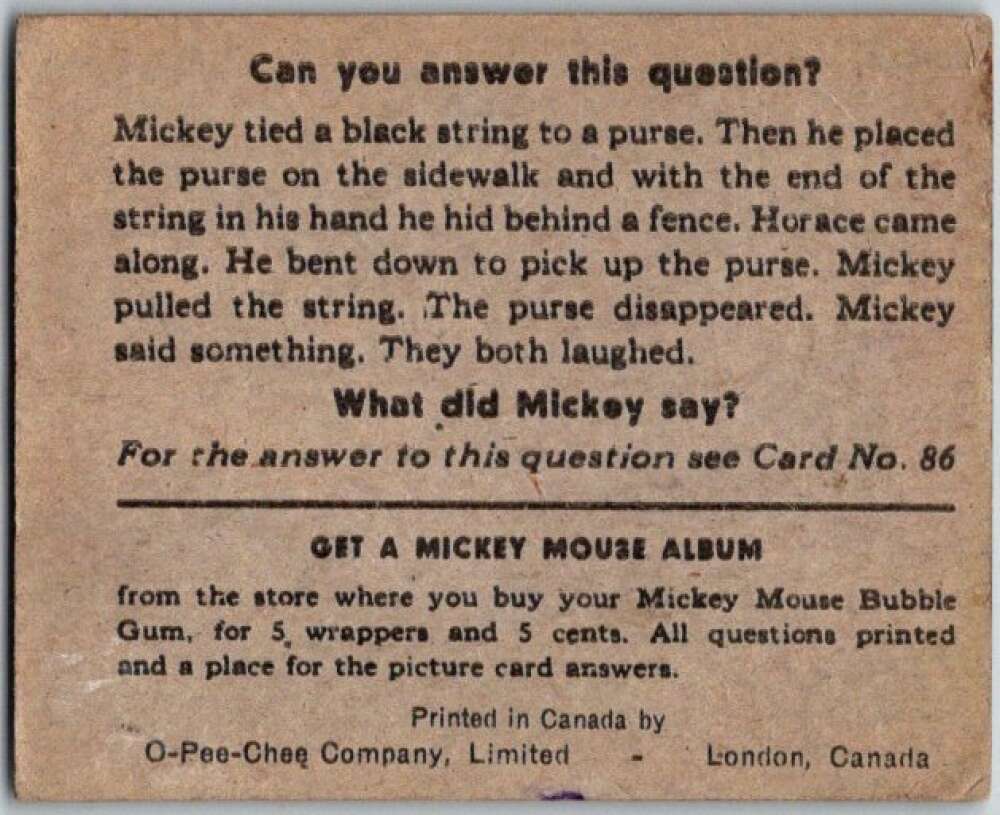 Can you answer this question?
Mickey tied a black string to a purse. Then he placed
the purse on the sidewalk and with the end of the
string in his hand he hid behind a fence. Horace came
along. He bent down to pick up the purse. Mickey
pulled the string. The purse disappeared. Mickey
said something. They both laughed.
What did Mickey say?
For the answer to this question see Card No. 86
GET A MICKEY MOUSE ALBUM
from the store where you buy your Mickey Mouse Bubble
Gum, for 5 wrappers and 5 cents. All questions printed
and a place for the picture card answers.
Printed in Canada by
O-Pee-Chee Company, Limited - London, Canada